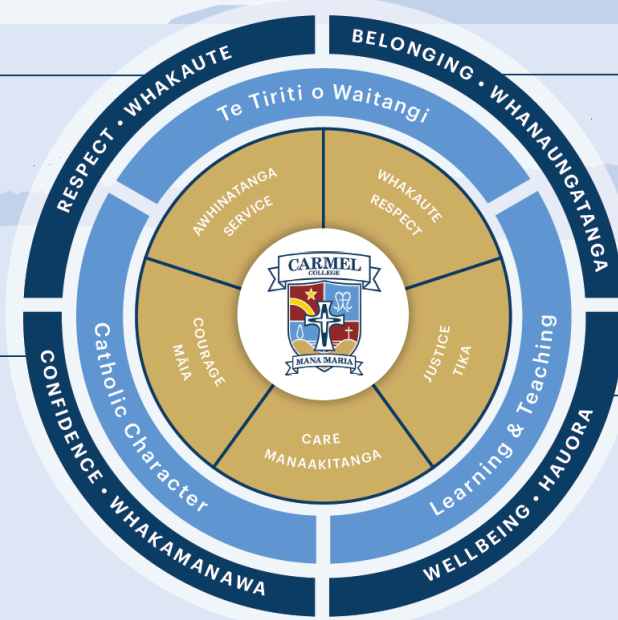 RESPECT • WHAKAUTE
BELONGING • WHANAUNGATANGA
Te Tiriti o Waitangi
AWHINATANGA
SERVICE
WHAKAUTE
RESPECT
CARMEL
COLLEGE
MANA MARIA
COURAGE
MĀIA
JUSTICE
TIKA
CARE
MANAAKITANGA
Catholic Character
Learning & Teaching
CONFIDENCE • WHAKAMANAWA
WELLBEING • HAUORA